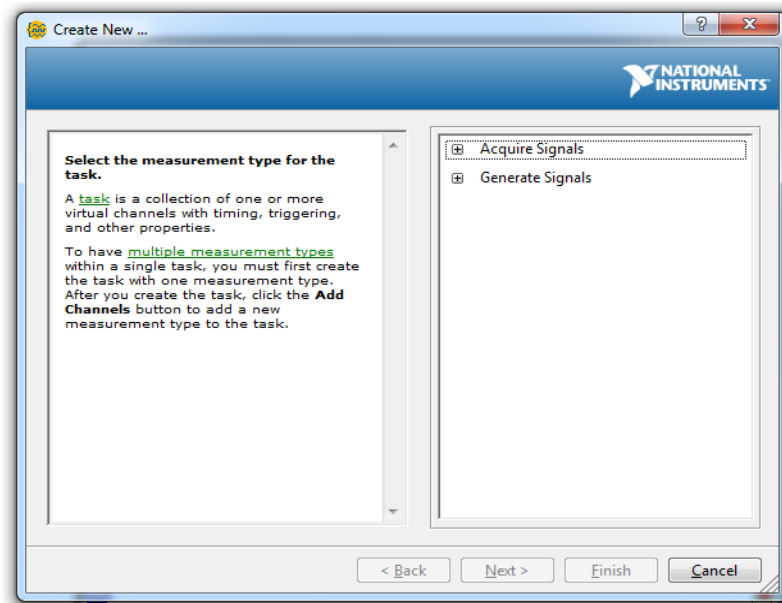 Create New ...
NATIONAL
INSTRUMENTS
Select the measurement type for the
task.
A task is a collection of one or more
virtual channels with timing, triggering,
and other properties.
To have multiple measurement types
within a single task, you must first create
the task with one measurement type.
After you create the task, click the Add
Channels button to add a new
measurement type to the task.
Acquire Signals
Generate Signals
< Back
Next >
Finish
Cancel